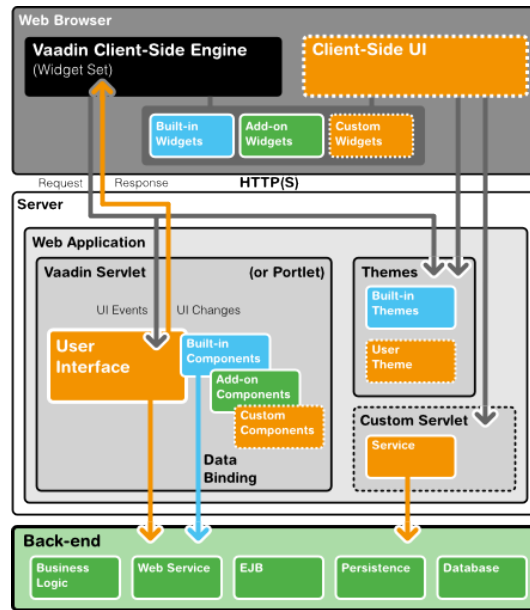 Web Browser
Vaadin Client-Side Engine
(Widget Set)
Client-Side UI
Built-in
Widgets
Add-on
Widgets
Custom
Widgets
Request
Response
HTTP(S)
Server
Web Application
Vaadin Servlet
(or Portlet)
UI Events
UI Changes
User
Interface
Built-in
Components
Add-on
Components
Custom
Components
Data
Binding
Themes
Built-in
Themes
User
Theme
Custom Servlet
Service
Back-end
Business
Logic
Web Service
EJB
Persistence
Database